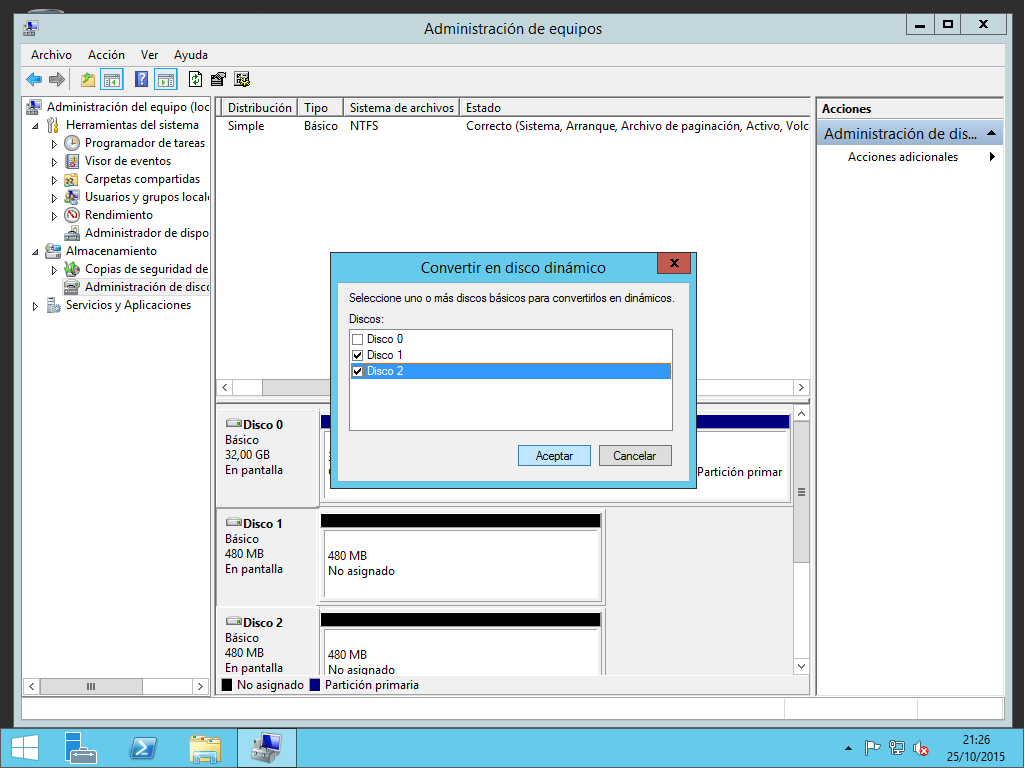 Administración de equipos
Archivo Acción Ver Ayuda
Administración del equipo (loc
Herramientas del sistema
Programador de tareas
Visor de eventos
Carpetas compartidas
Usuarios y grupos locale
Rendimiento
Administrador de dispo
Almacenamiento
Copias de seguridad de
Administración de disco
Servicios y Aplicaciones
Distribución Tipo Sistema de archivos Estado
Simple Básico NTFS Correcto (Sistema, Arranque, Archivo de paginación, Activo, Volca
Acciones
Administración de dis...
Acciones adicionales
Convertir en disco dinámico
Seleccione uno o más discos básicos para convertirlos en dinámicos.
Discos:
Disco 0
Disco 1
Disco 2
Aceptar Cancelar
Disco 0
Básico
32,00 GB
En pantalla
Partición primar
Disco 1
Básico
480 MB
En pantalla
480 MB
No asignado
Disco 2
Básico
480 MB
En pantalla
480 MB
No asignado
No asignado Partición primaria
21:26
25/10/2015